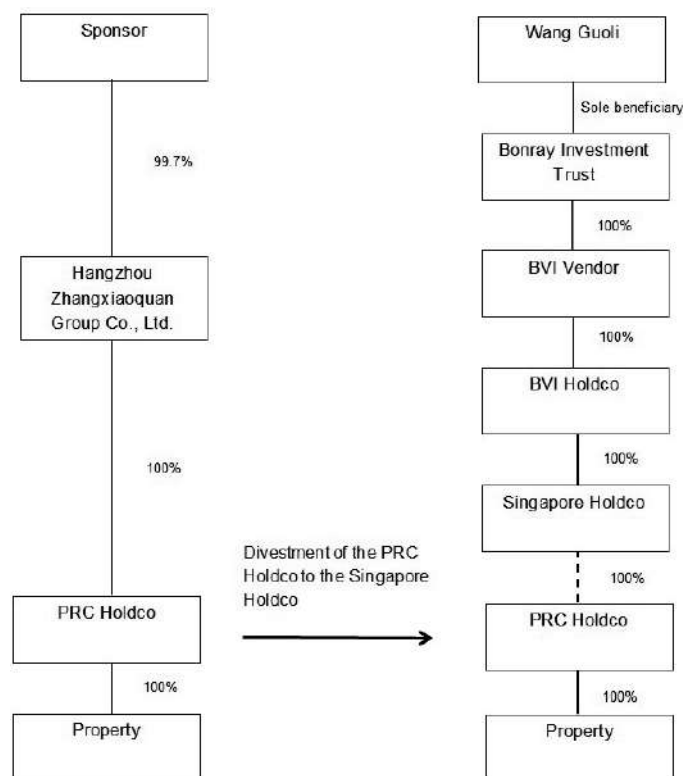 Sponsor
99.7%
Hangzhou
Zhangxiaoquan
Group Co., Ltd.
100%
PRC Holdco
100%
Property
Divestment of the PRC
Holdco to the Singapore
Holdco
Wang Guoli
Sole beneficiary
Bonray Investment
Trust
100%
BVI Vendor
100%
BVI Holdco
100%
Singapore Holdco
100%
PRC Holdco
100%
Property